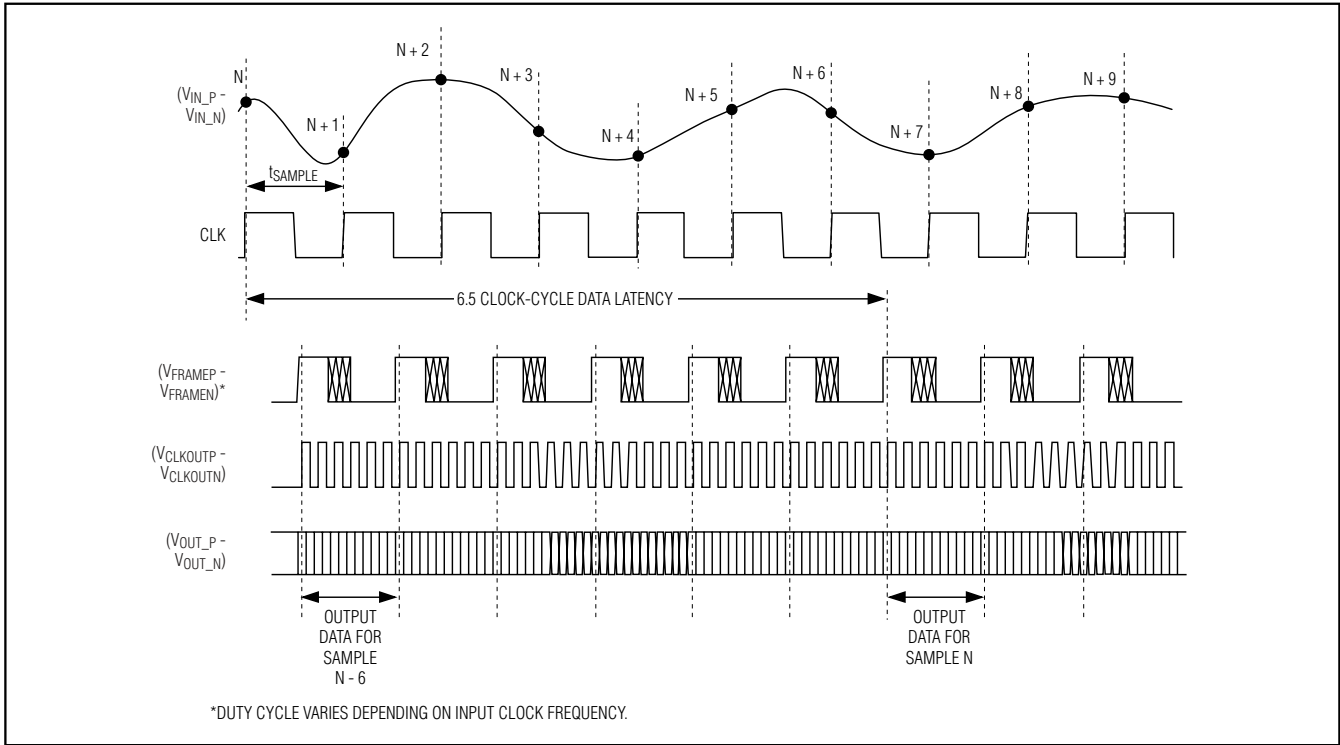 N
N + 1
N + 2
N + 3
N + 4
N + 5
N + 6
N + 7
N + 8
N + 9
(VIN_P -
VIN_N)
tSAMPLE
CLK
6.5 CLOCK-CYCLE DATA LATENCY
(VFRAMEP -
VFRAMEN)*
(VCLKOUTP -
VCLKOUTN)
(VOUT_P -
VOUT_N)
OUTPUT
DATA FOR
SAMPLE
N - 6
OUTPUT
DATA FOR
SAMPLE N
*DUTY CYCLE VARIES DEPENDING ON INPUT CLOCK FREQUENCY.